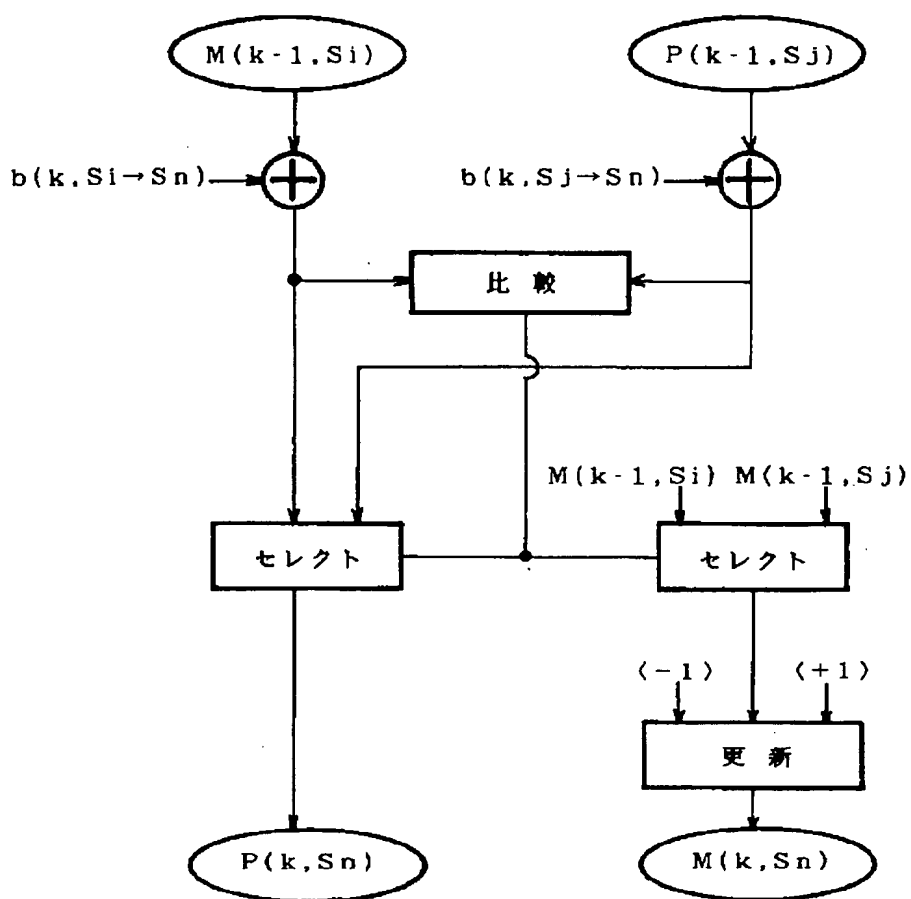 M(k-1,Si)
P(k-1,Sj)
b(k,Si→Sn)
b(k,Sj→Sn)
比較
M(k-1,Si) M(k-1,Sj)
セレクト
セレクト
〈-1〉
〈+1〉
更新
P(k,Sn)
M(k,Sn)